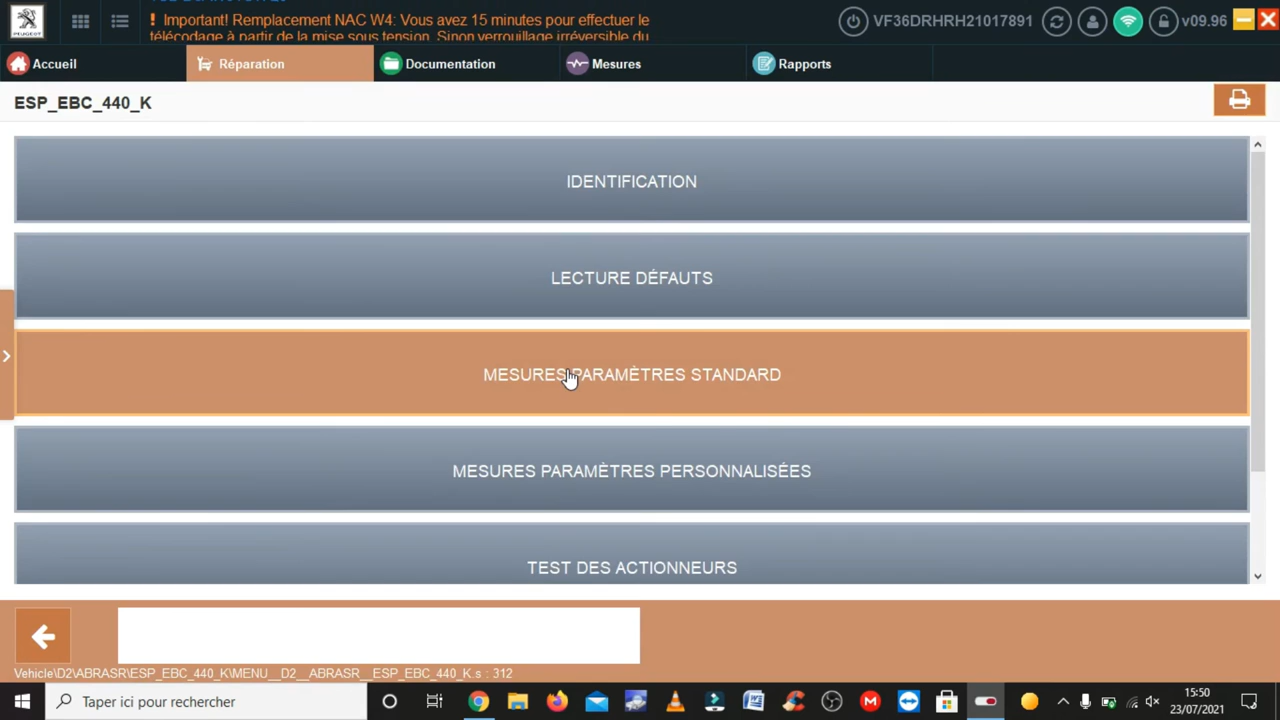 ! Important! Remplacement NAC W4: Vous avez 15 minutes pour effectuer le
télécodage à partir de la mise sous tension. Sinon verrouillage irréversible du
VF36DRHRH21017891
v09.96
PEUGEOT
Accueil
Réparation
Documentation
Mesures
Rapports
ESP_EBC_440_K
IDENTIFICATION
LECTURE DÉFAUTS
MESURES PARAMÈTRES STANDARD
MESURES PARAMÈTRES PERSONNALISÉES
TEST DES ACTIONNEURS
Vehicle\D2\ABRASR\ESP_EBC_440_K\MENU__D2__ABRASR__ESP_EBC_440_K.s : 312
Taper ici pour rechercher
15:50
23/07/2021